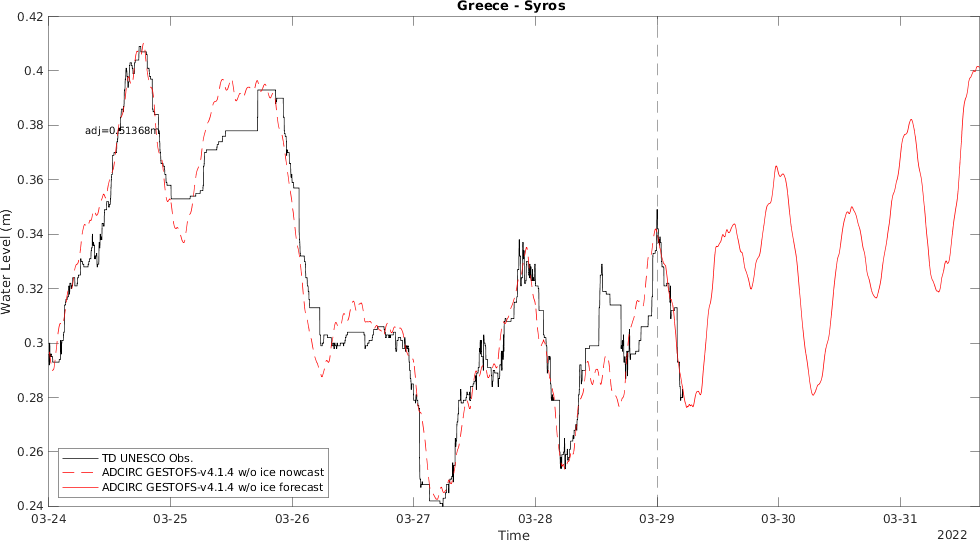 Greece - Syros
0.42
0.4
0.38
0.36
0.34
0.32
0.3
0.28
0.26
0.24
Water Level (m)
adj=0.51368m
TD UNESCO Obs.
ADCIRC GESTOFS-v4.1.4 w/o ice nowcast
ADCIRC GESTOFS-v4.1.4 w/o ice forecast
03-24 03-25 03-26 03-27 03-28 03-29 03-30 03-31
Time
2022